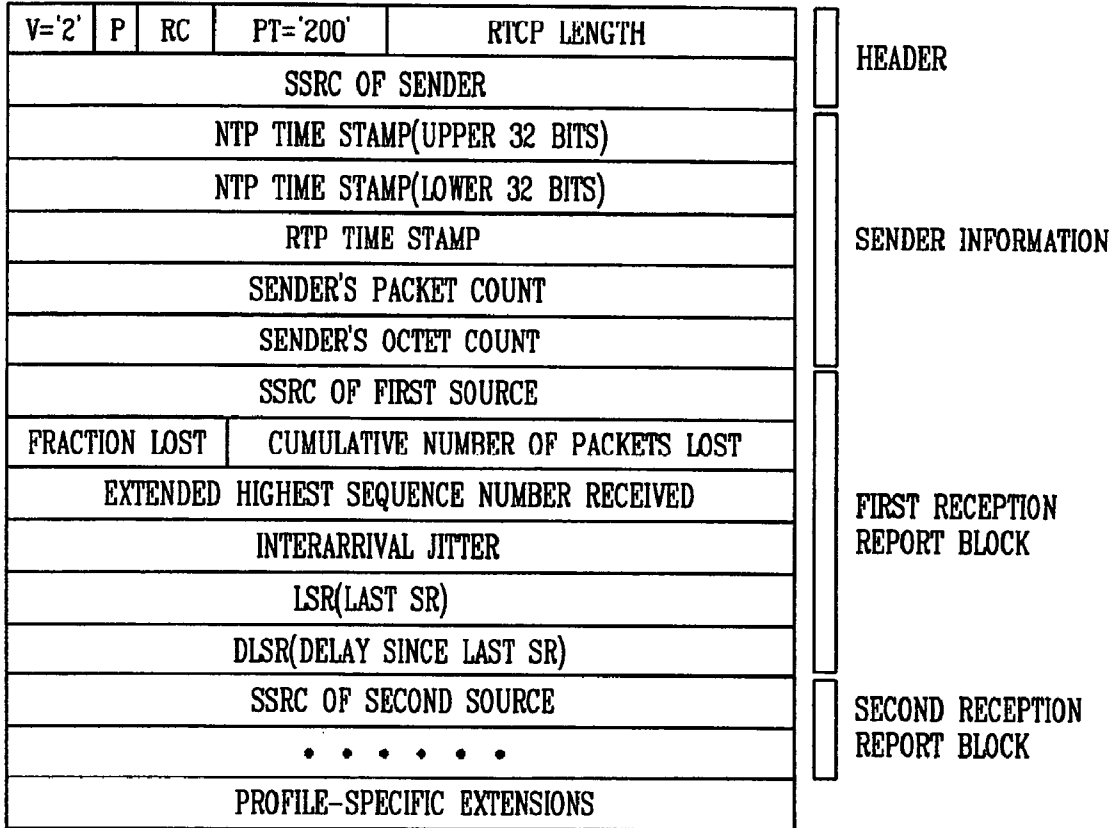 V='2' P RC PT='200' RTCP LENGTH
SSRC OF SENDER
HEADER
NTP TIME STAMP(UPPER 32 BITS)
NTP TIME STAMP(LOWER 32 BITS)
RTP TIME STAMP
SENDER'S PACKET COUNT
SENDER'S OCTET COUNT
SENDER INFORMATION
SSRC OF FIRST SOURCE
FRACTION LOST CUMULATIVE NUMBER OF PACKETS LOST
EXTENDED HIGHEST SEQUENCE NUMBER RECEIVED
INTERARRIVAL JITTER
LSR(LAST SR)
DLSR(DELAY SINCE LAST SR)
FIRST RECEPTION
REPORT BLOCK
SSRC OF SECOND SOURCE
• • • • • •
SECOND RECEPTION
REPORT BLOCK
PROFILE-SPECIFIC EXTENSIONS